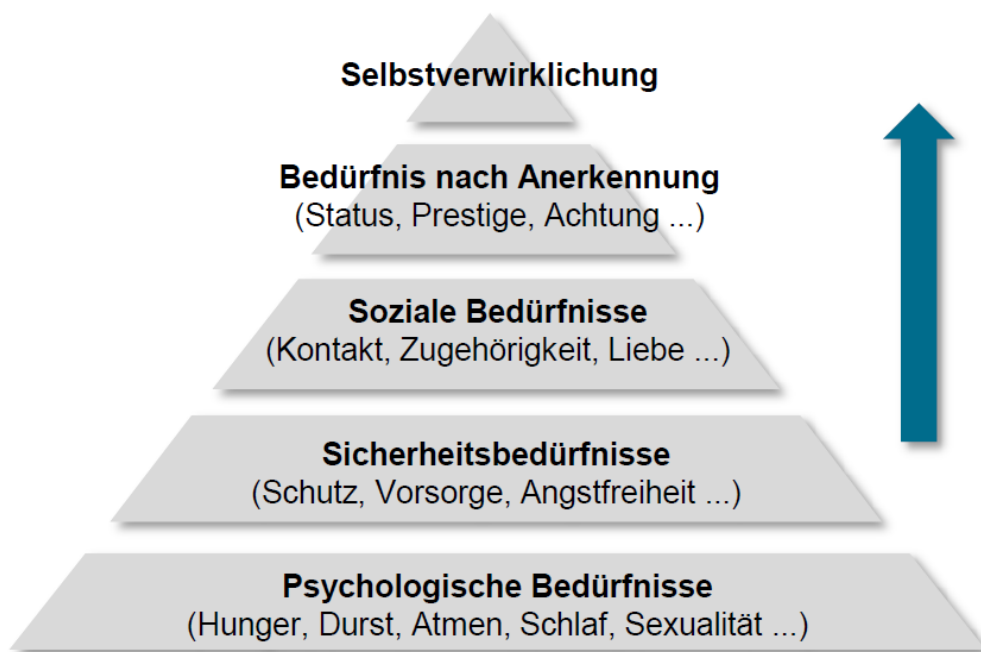 Selbstverwirklichung
Bedürfnis nach Anerkennung
(Status, Prestige, Achtung ...)
Soziale Bedürfnisse
(Kontakt, Zugehörigkeit, Liebe ...)
Sicherheitsbedürfnisse
(Schutz, Vorsorge, Angstfreiheit ...)
Psychologische Bedürfnisse
(Hunger, Durst, Atmen, Schlaf, Sexualität ...)